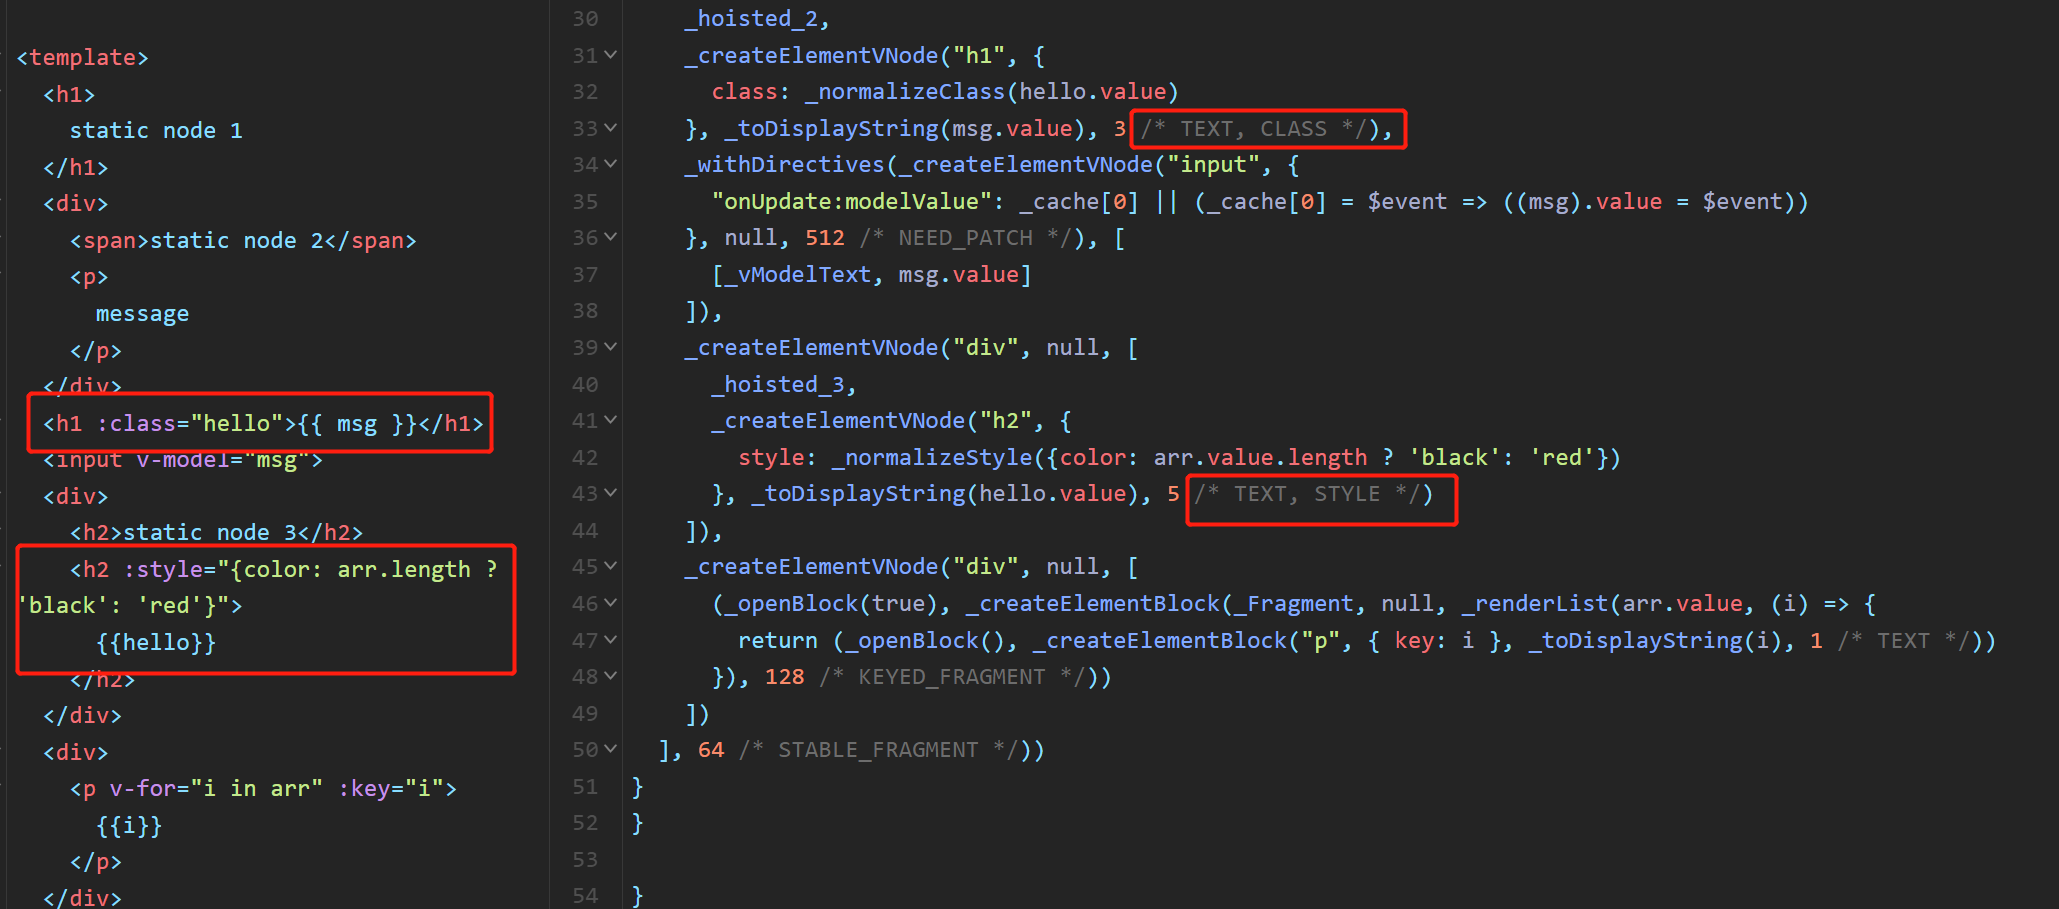 <template>
<h1>
static node 1
</h1>
<div>
<span>static node 2</span>
<p>
message
</p>
</div>
<h1 :class="hello">{{ msg }}</h1>
<input v-model="msg">
<div>
<h2>static node 3</h2>
<h2 :style="{color: arr.length ?
'black': 'red'}">
{{hello}}
</h2>
</div>
<div>
<p v-for="i in arr" :key="i">
{{i}}
</p>
</div>
30 _hoisted_2,
31 _createElementVNode("h1", {
32 class: _normalizeClass(hello.value)
33 }, _toDisplayString(msg.value), 3 /* TEXT, CLASS */),
34 _withDirectives(_createElementVNode("input", {
35 "onUpdate:modelValue": _cache[0] || (_cache[0] = $event => ((msg).value = $event))
36 }, null, 512 /* NEED_PATCH */), [
37 [_vModelText, msg.value]
38 ]),
39 _createElementVNode("div", null, [
40 _hoisted_3,
41 _createElementVNode("h2", {
42 style: _normalizeStyle({color: arr.value.length ? 'black': 'red'})
43 }, _toDisplayString(hello.value), 5 /* TEXT, STYLE */)
44 ]),
45 _createElementVNode("div", null, [
46 (_openBlock(true), _createElementBlock(_Fragment, null, _renderList(arr.value, (i) => {
47 return (_openBlock(), _createElementBlock("p", { key: i }, _toDisplayString(i), 1 /* TEXT */))
48 }), 128 /* KEYED_FRAGMENT */))
49 ])
50 ], 64 /* STABLE_FRAGMENT */))
51 }
52 }
53
54 }